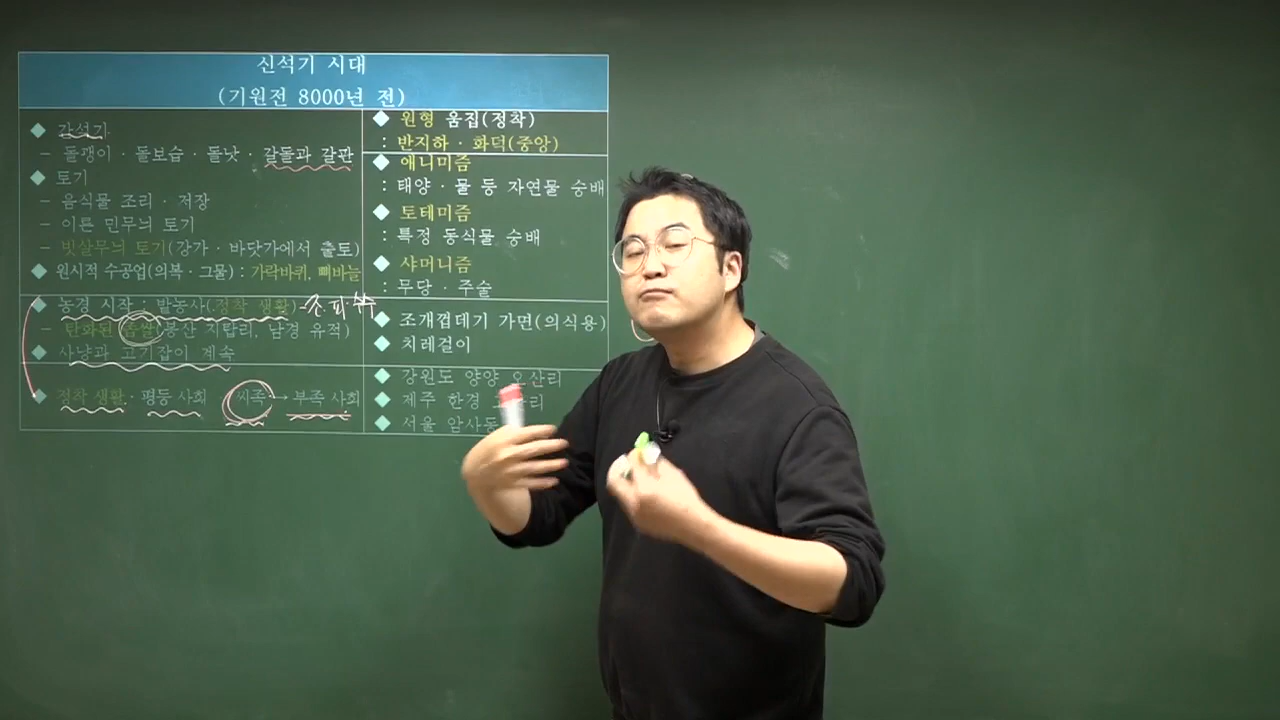 신석기 시대
(기원전 8000년 전)
◆ 간석기
- 돌괭이 · 돌보습 · 돌낫 · 갈돌과 갈판
◆ 토기
- 음식물 조리 · 저장
- 이른 민무늬 토기
- 빗살무늬 토기(강가 · 바닷가에서 출토)
◆ 원시적 수공업(의복 · 그물) : 가락바퀴, 뼈바늘
◆ 농경 시작 : 밭농사(정착 생활) - 조 피 수수
- 탄화된 좁쌀(봉산 지탑리, 남경 유적)
◆ 사냥과 고기잡이 계속
◆ 정착 생활 · 평등 사회 씨족 → 부족 사회
◆ 원형 움집(정착)
: 반지하 · 화덕(중앙)
◆ 애니미즘
: 태양 · 물 등 자연물 숭배
◆ 토테미즘
: 특정 동식물 숭배
◆ 샤머니즘
: 무당 · 주술
◆ 조개껍데기 가면(의식용)
◆ 치레걸이
◆ 강원도 양양 오산리
◆ 제주 한경
◆ 서울 암사동